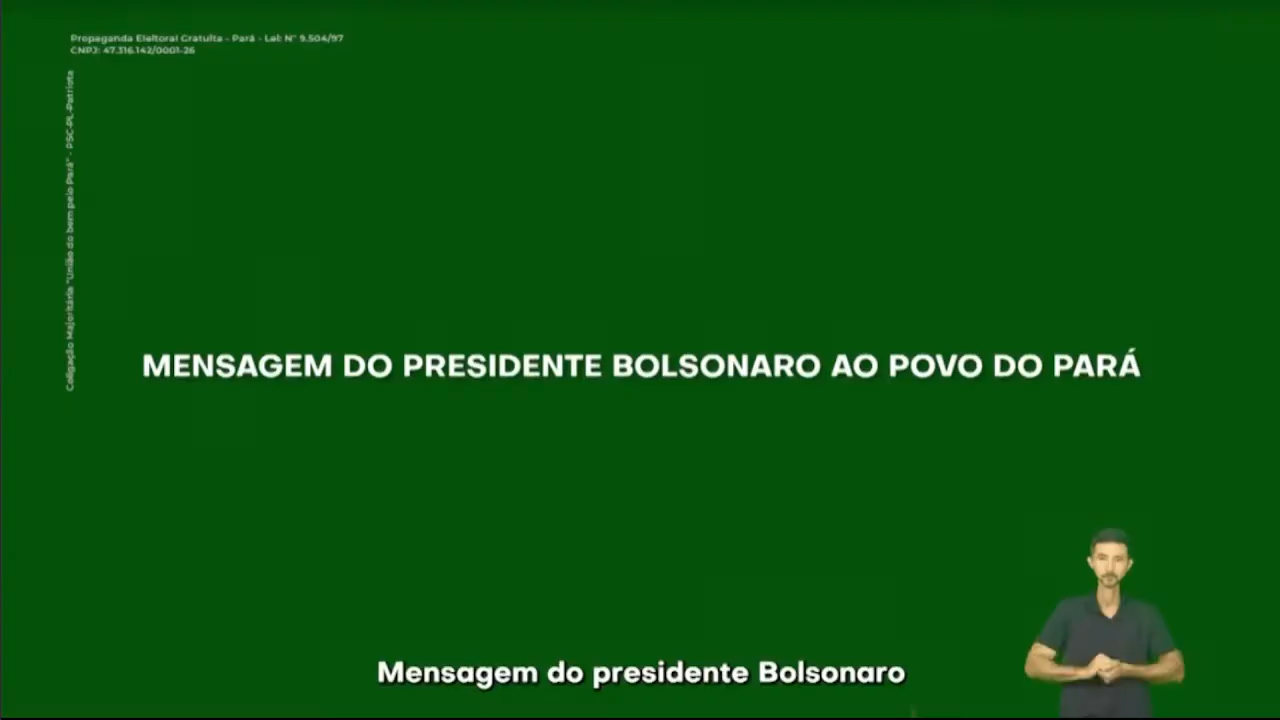 Propaganda Eleitoral Gratuita - Pará - Lei: N° 9.504/97
CNPJ: 47.316.142/0001-26
Coligação Majoritária "União do bem pelo Pará" - PSC-PL-Patriota
MENSAGEM DO PRESIDENTE BOLSONARO AO POVO DO PARÁ
Mensagem do presidente Bolsonaro